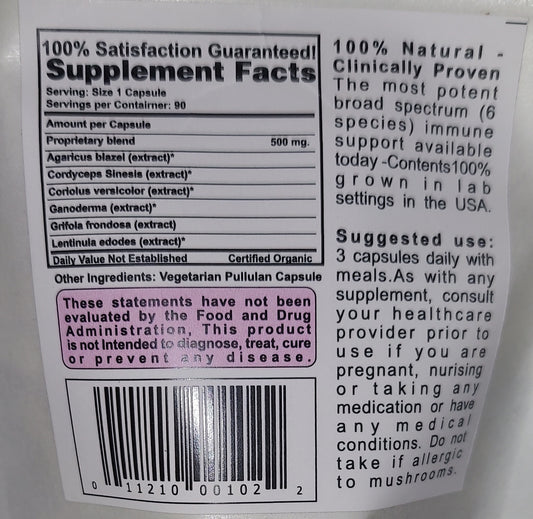 100% Satisfaction Guaranteed!
Supplement Facts
Serving: Size 1 Capsule
Servings per Contalrner: 90
Amount per Capsule
Proprietary blend 500 mg.
Agaricus blazel (extract)*
Cordyceps Sinesis (extract)*
Coriolus versicolor (extract)*
Ganoderma (extract)*
Grifola frondosa (extract)
Lentinula edodes (extract)*
Daily Value Not Established Certified Organic
Other Ingredients: Vegetarian Pullulan Capsule
These statements have not been
evaluated by the Food and Drug
Administration, This product
is not Intended to diagnose, treat, cure
or prevent any disease.
0 11210 00102 2
100% Natural -
Clinically Proven
The most potent
broad spectrum (6
species) immune
support available
today -Contents100%
grown in lab
settings in the USA.
Suggested use:
3 capsules daily with
meals.As with any
supplement, consult
your healthcare
provider prior to
use if you are
pregnant, nurising
or taking any
medication or have
any medical
conditions. Do not
take if allergic
to mushrooms.